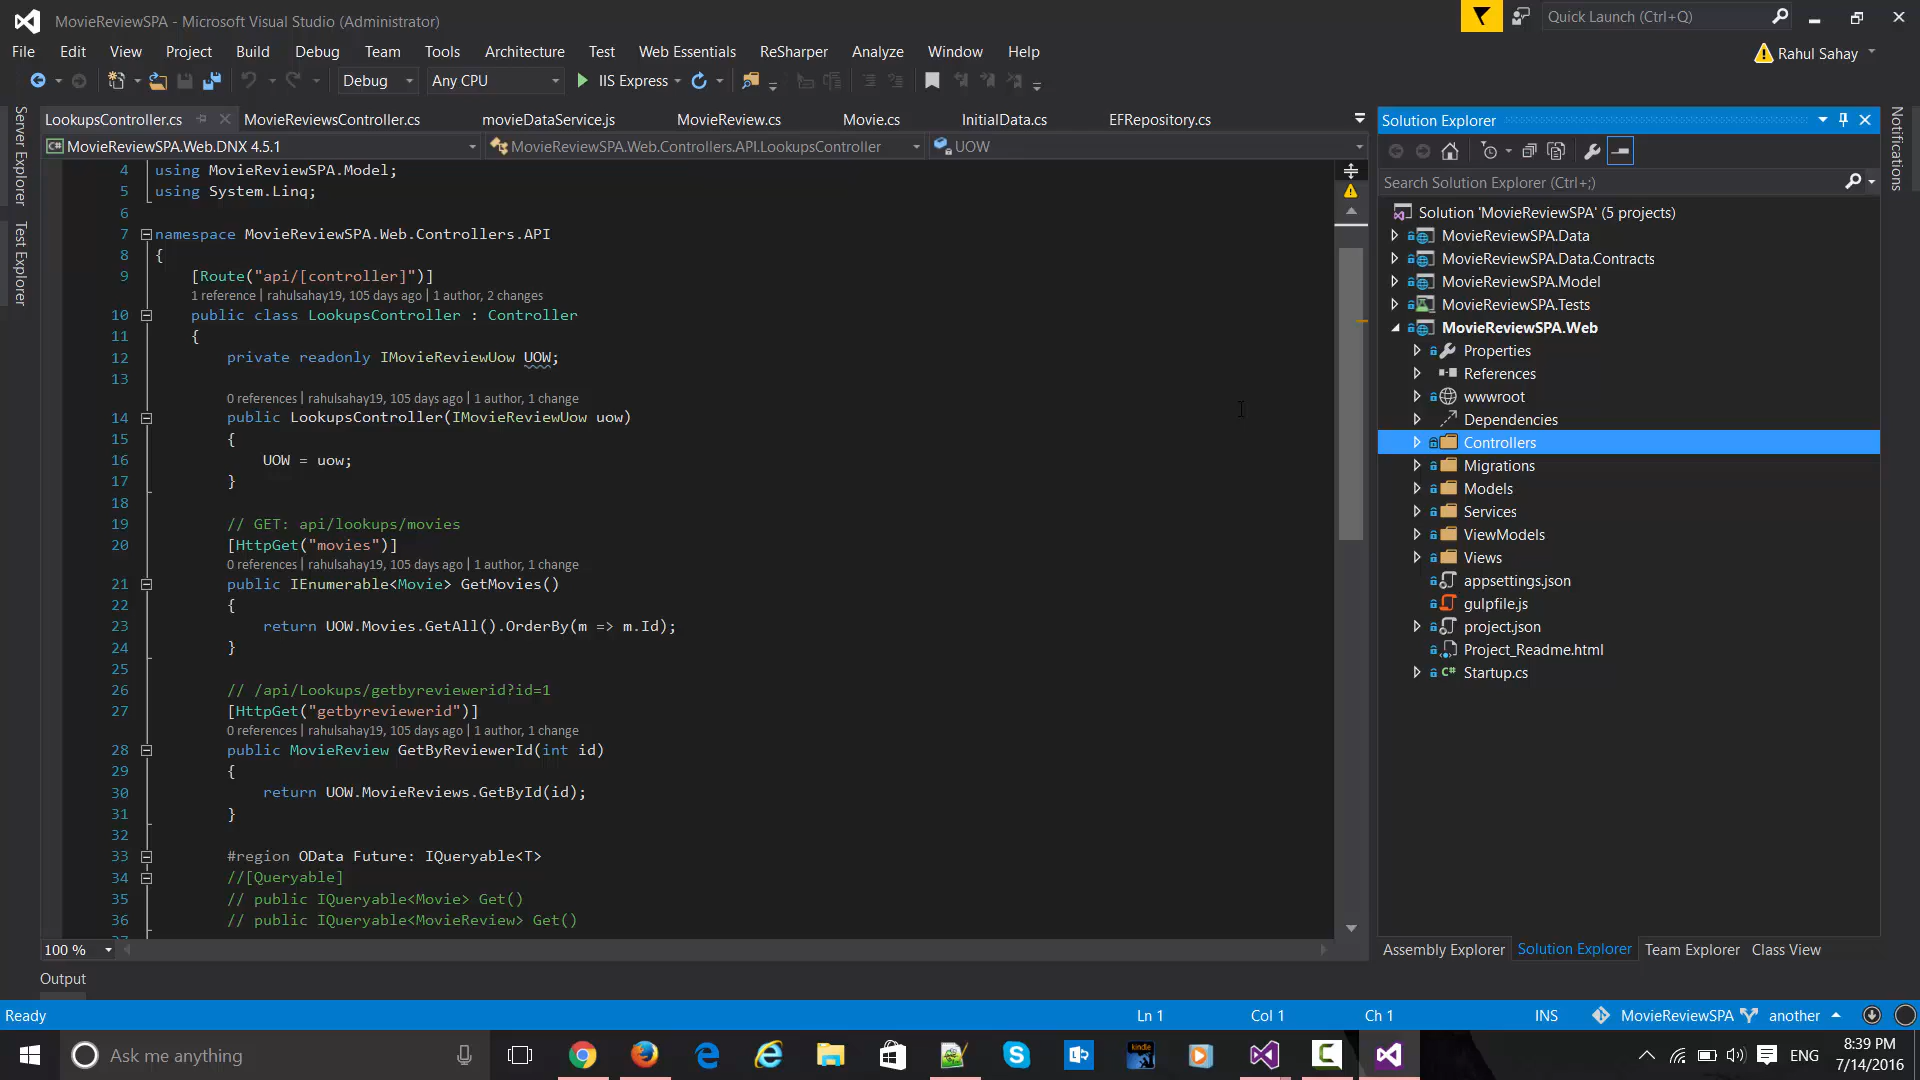 MovieReviewSPA - Microsoft Visual Studio (Administrator)
Quick Launch (Ctrl+Q)
File Edit View Project Build Debug Team Tools Architecture Test Web Essentials ReSharper Analyze Window Help
Rahul Sahay
Debug Any CPU IIS Express
Server Explorer
Test Explorer
LookupsController.cs MovieReviewsController.cs movieDataService.js MovieReview.cs Movie.cs InitialData.cs EFRepository.cs
MovieReviewSPA.Web.DNX 4.5.1 MovieReviewSPA.Web.Controllers.API.LookupsController UOW
4 using MovieReviewSPA.Model;
5 using System.Linq;
6
7 namespace MovieReviewSPA.Web.Controllers.API
8 {
9 [Route("api/[controller]")]
1 reference | rahulsahay19, 105 days ago | 1 author, 2 changes
10 public class LookupsController : Controller
11 {
12 private readonly IMovieReviewUow UOW;
13
0 references | rahulsahay19, 105 days ago | 1 author, 1 change
14 public LookupsController(IMovieReviewUow uow)
15 {
16 UOW = uow;
17 }
18
19 // GET: api/lookups/movies
20 [HttpGet("movies")]
0 references | rahulsahay19, 105 days ago | 1 author, 1 change
21 public IEnumerable<Movie> GetMovies()
22 {
23 return UOW.Movies.GetAll().OrderBy(m => m.Id);
24 }
25
26 // /api/Lookups/getbyreviewerid?id=1
27 [HttpGet("getbyreviewerid")]
0 references | rahulsahay19, 105 days ago | 1 author, 1 change
28 public MovieReview GetByReviewerId(int id)
29 {
30 return UOW.MovieReviews.GetById(id);
31 }
32
33 #region OData Future: IQueryable<T>
34 //[Queryable]
35 // public IQueryable<Movie> Get()
36 // public IQueryable<MovieReview> Get()
100 %
Output
Solution Explorer
Search Solution Explorer (Ctrl+;)
Solution 'MovieReviewSPA' (5 projects)
MovieReviewSPA.Data
MovieReviewSPA.Data.Contracts
MovieReviewSPA.Model
MovieReviewSPA.Tests
MovieReviewSPA.Web
Properties
References
wwwroot
Dependencies
Controllers
Migrations
Models
Services
ViewModels
Views
appsettings.json
gulpfile.js
project.json
Project_Readme.html
Startup.cs
Assembly Explorer Solution Explorer Team Explorer Class View
Notifications
Ready Ln 1 Col 1 Ch 1 INS MovieReviewSPA another
Ask me anything
kindle
ENG
8:39 PM
7/14/2016